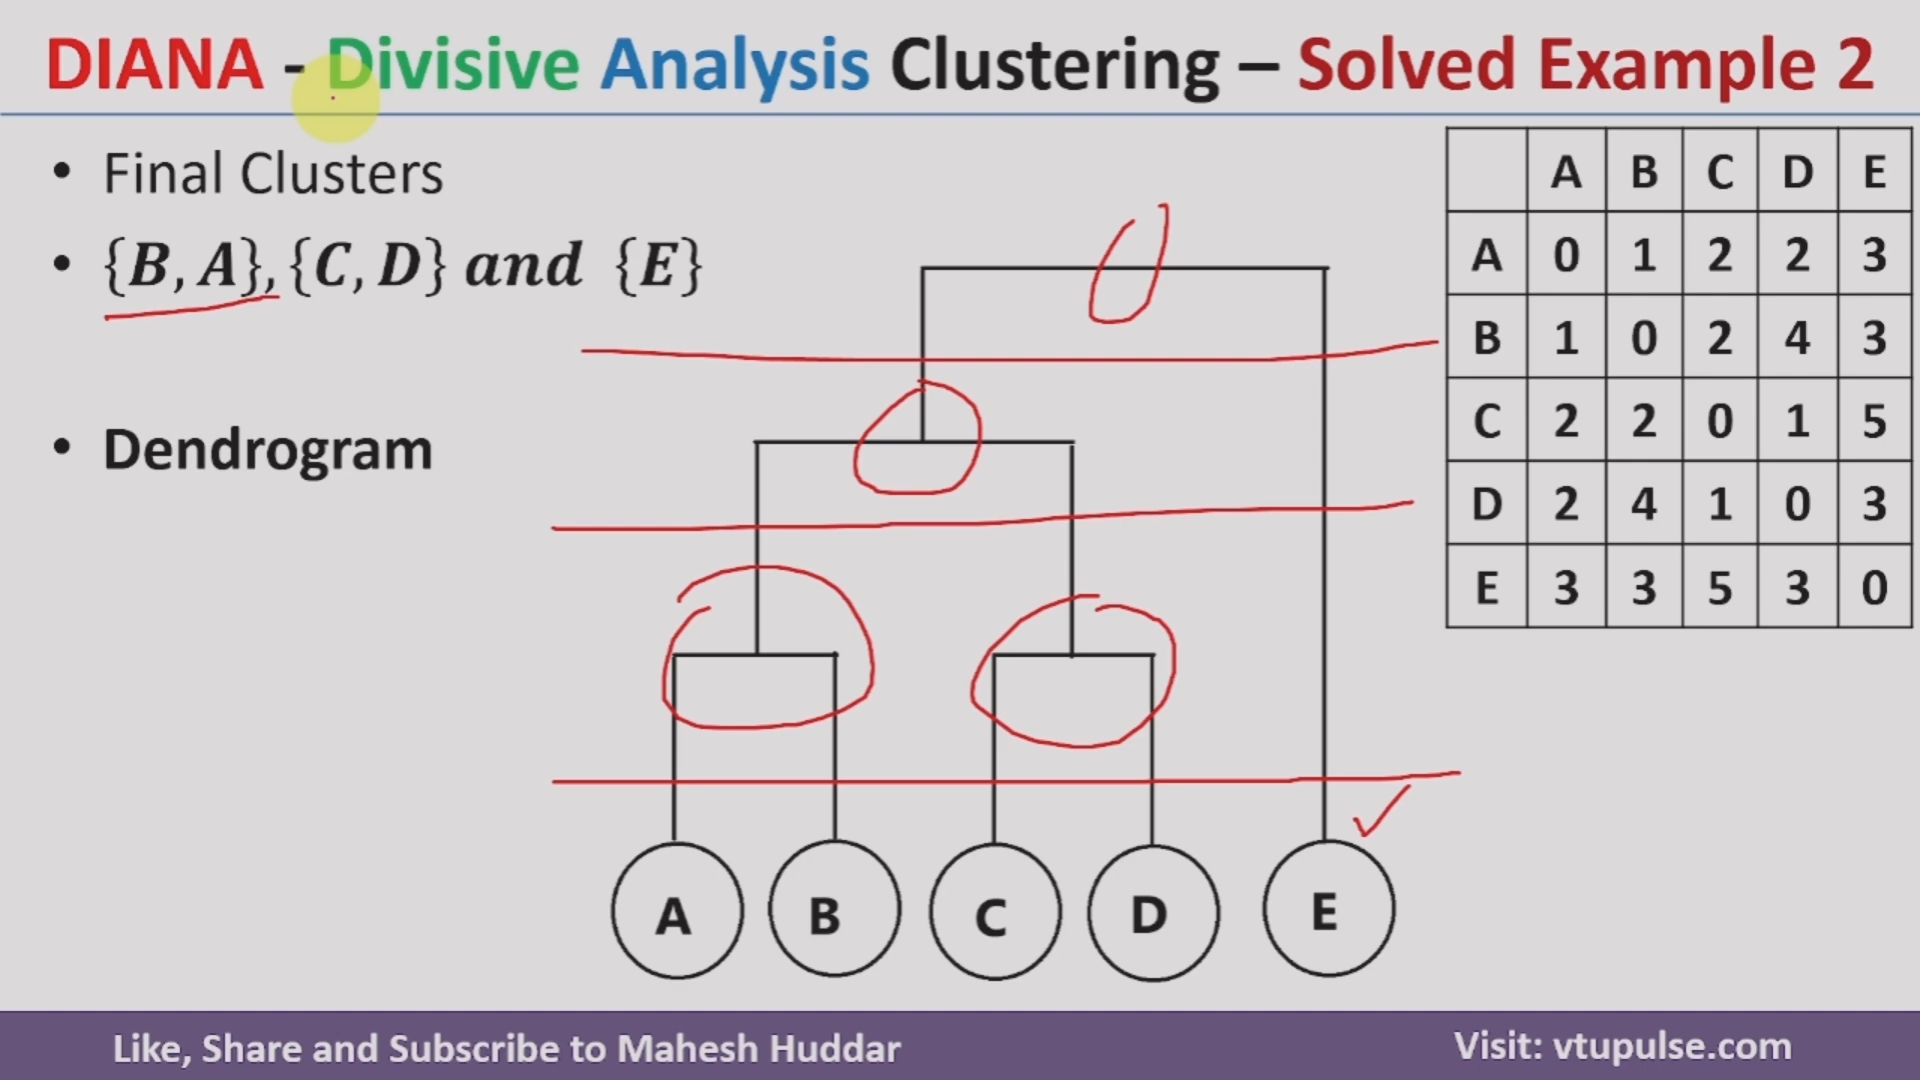 DIANA - Divisive Analysis Clustering – Solved Example 2
• Final Clusters
• {B, A}, {C, D} and {E}
• Dendrogram
A B C D E
A 0 1 2 2 3
B 1 0 2 4 3
C 2 2 0 1 5
D 2 4 1 0 3
E 3 3 5 3 0
A B C D E
Like, Share and Subscribe to Mahesh Huddar
Visit: vtupulse.com